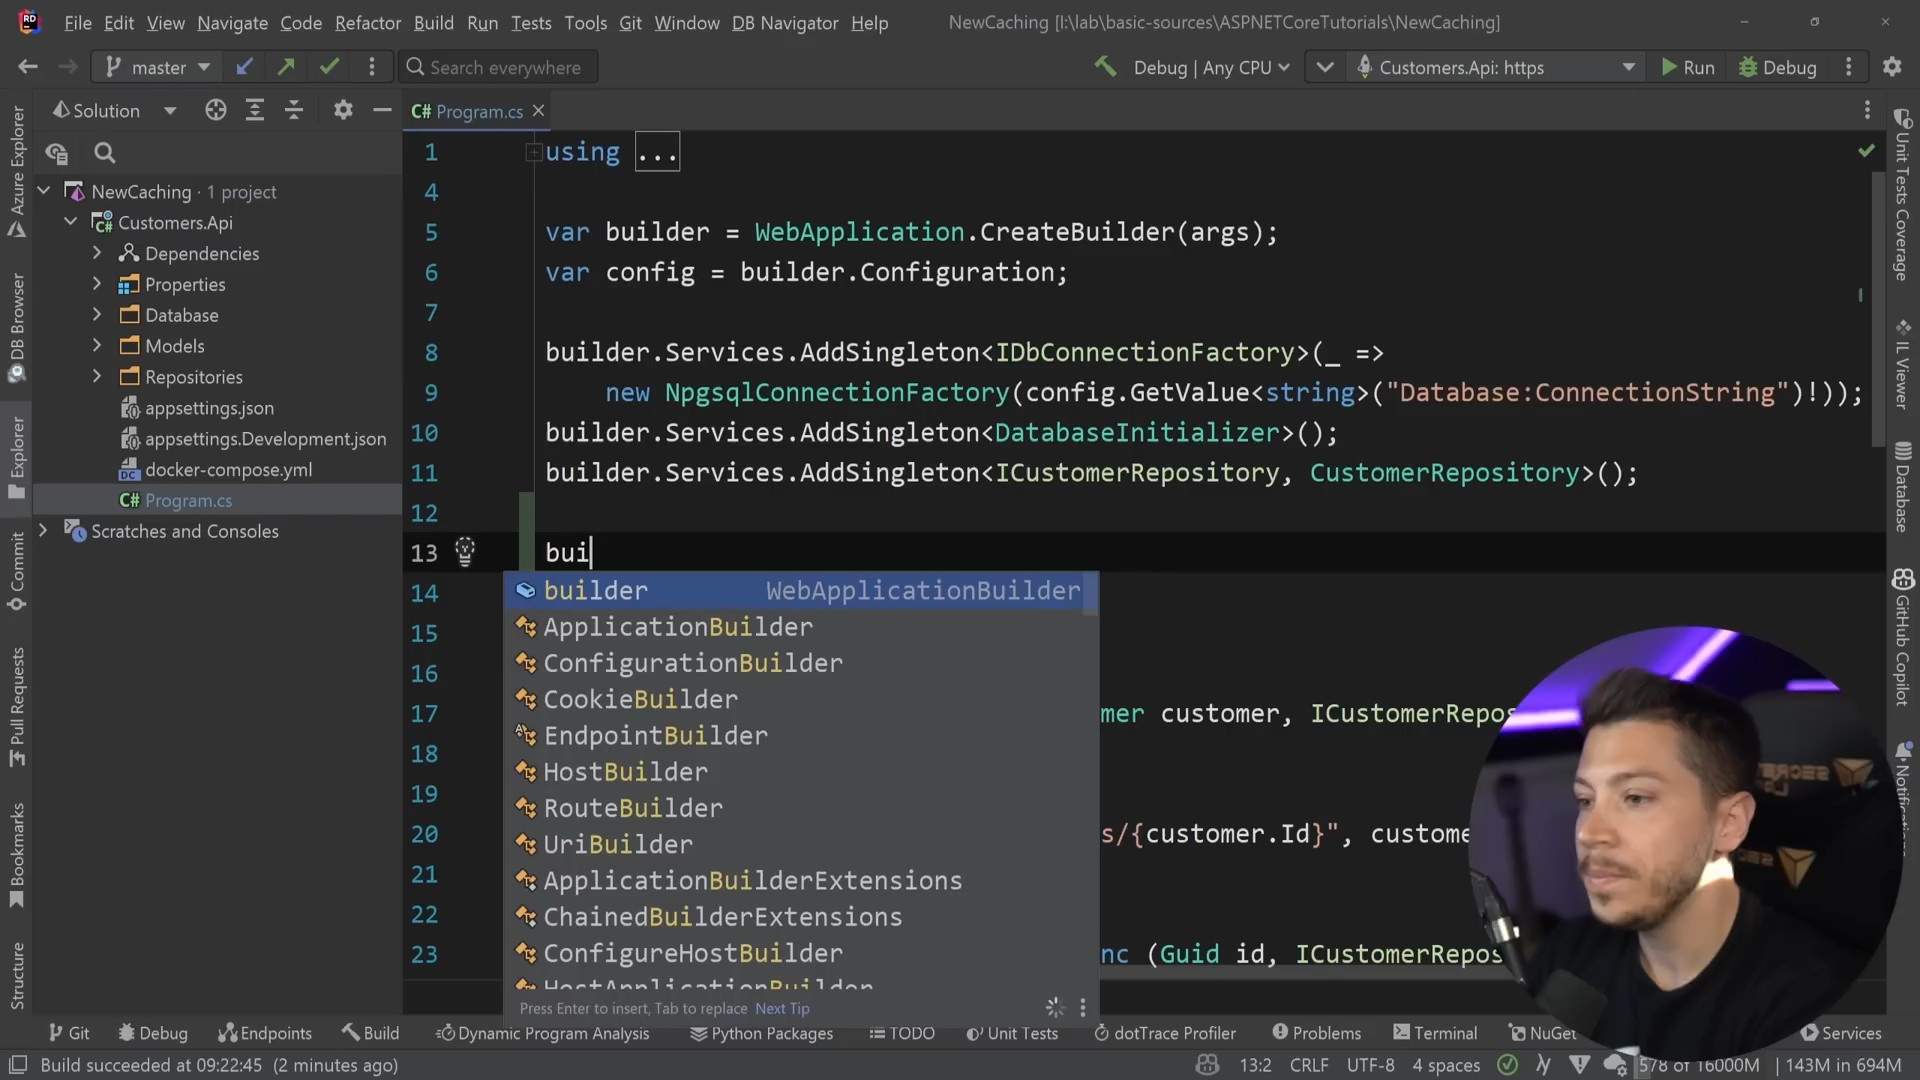 RD File Edit View Navigate Code Refactor Build Run Tests Tools Git Window DB Navigator Help NewCaching [I:\lab\basic-sources\ASPNETCoreTutorials\NewCaching]
master Search everywhere Debug | Any CPU Customers.Api: https Run Debug
Solution
C# Program.cs
NewCaching · 1 project
Customers.Api
Dependencies
Properties
Database
Models
Repositories
appsettings.json
appsettings.Development.json
DC docker-compose.yml
C# Program.cs
Scratches and Consoles
Azure Explorer
DB Browser
Explorer
Commit
Pull Requests
Bookmarks
Structure
1 using ...
4
5 var builder = WebApplication.CreateBuilder(args);
6 var config = builder.Configuration;
7
8 builder.Services.AddSingleton<IDbConnectionFactory>(_ =>
9 new NpgsqlConnectionFactory(config.GetValue<string>("Database:ConnectionString")!));
10 builder.Services.AddSingleton<DatabaseInitializer>();
11 builder.Services.AddSingleton<ICustomerRepository, CustomerRepository>();
12
13 bui
14
15
16
17 mer customer, ICustomerRepos
18
19
20 s/{customer.Id}", custome
21
22
23 nc (Guid id, ICustomerRepos
builder WebApplicationBuilder
ApplicationBuilder
ConfigurationBuilder
CookieBuilder
EndpointBuilder
HostBuilder
RouteBuilder
UriBuilder
ApplicationBuilderExtensions
ChainedBuilderExtensions
ConfigureHostBuilder
HostApplicationBuilder
Press Enter to insert, Tab to replace Next Tip
Unit Tests Coverage
IL Viewer
Database
GitHub Copilot
Notifications
Git Debug Endpoints Build Dynamic Program Analysis Python Packages TODO Unit Tests dotTrace Profiler Problems Terminal NuGet Services
Build succeeded at 09:22:45 (2 minutes ago) 13:2 CRLF UTF-8 4 spaces 578 of 16000M 143M in 694M